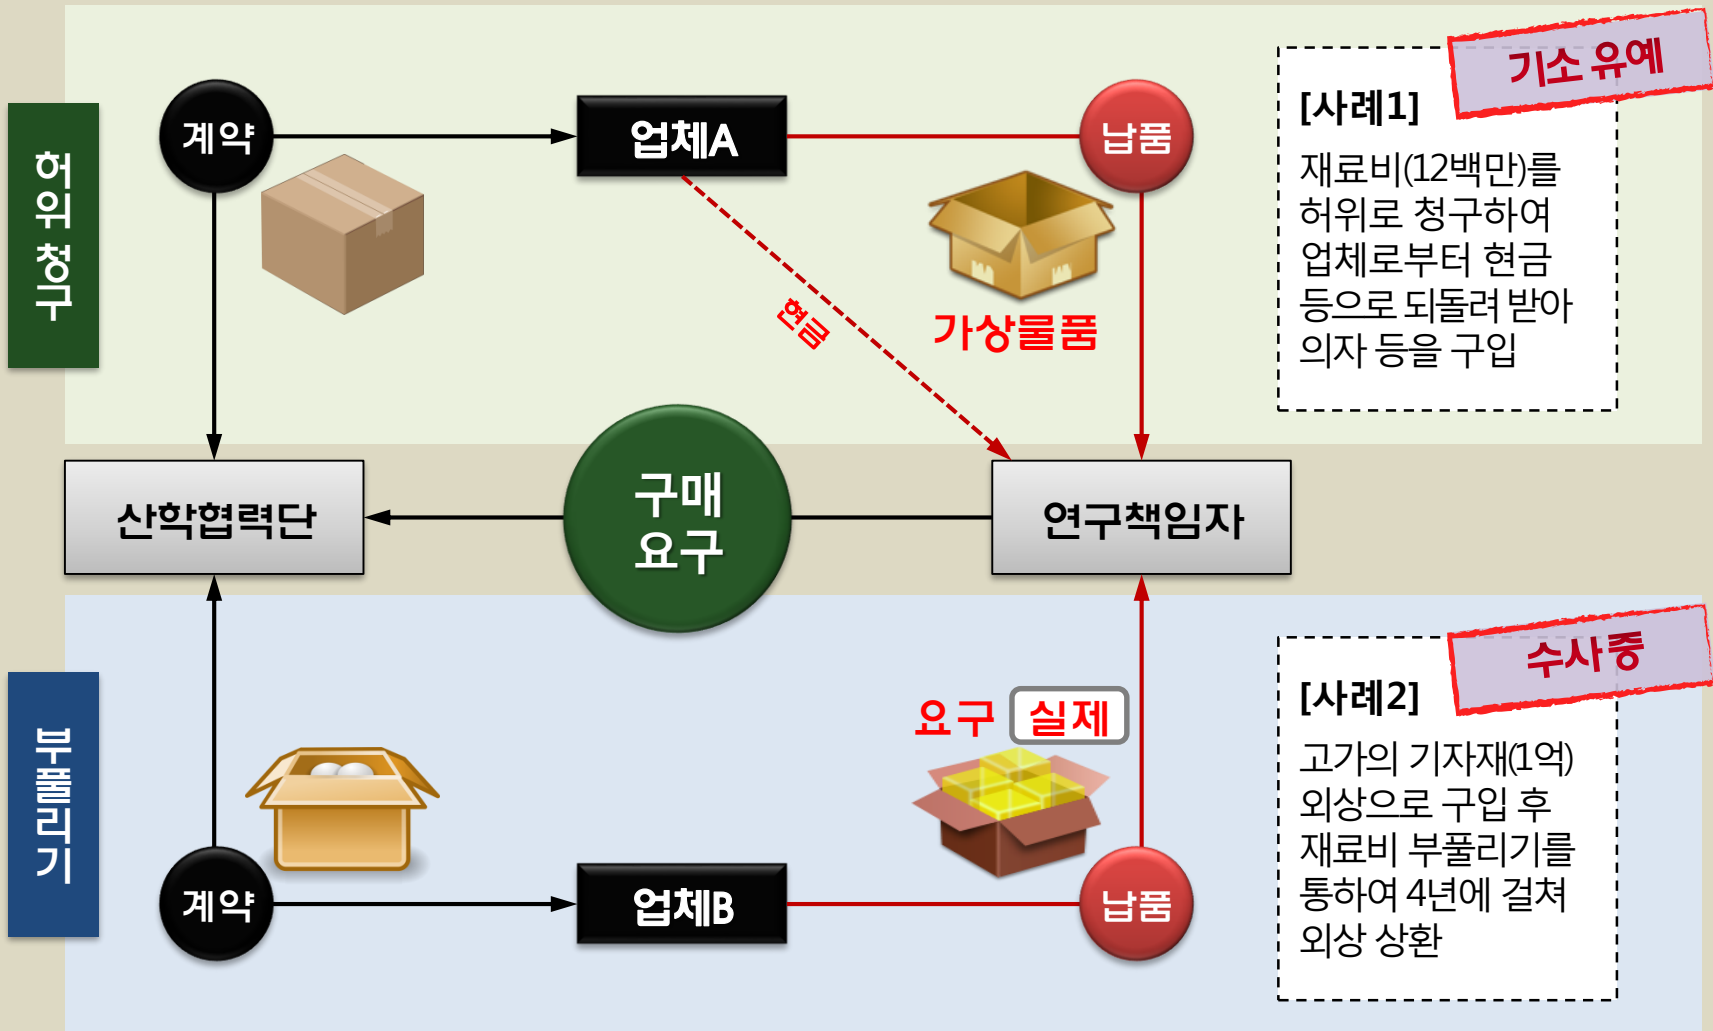 허위 청구
계약
업체A
납품
현금
가상물품
기소 유예
[사례1]
재료비(12백만)를
허위로 청구하여
업체로부터 현금
등으로 되돌려 받아
의자 등을 구입
산학협력단
구매
요구
연구책임자
부풀리기
계약
업체B
요구 실제
납품
수사 중
[사례2]
고가의 기자재(1억)
외상으로 구입 후
재료비 부풀리기를
통하여 4년에 걸쳐
외상 상환